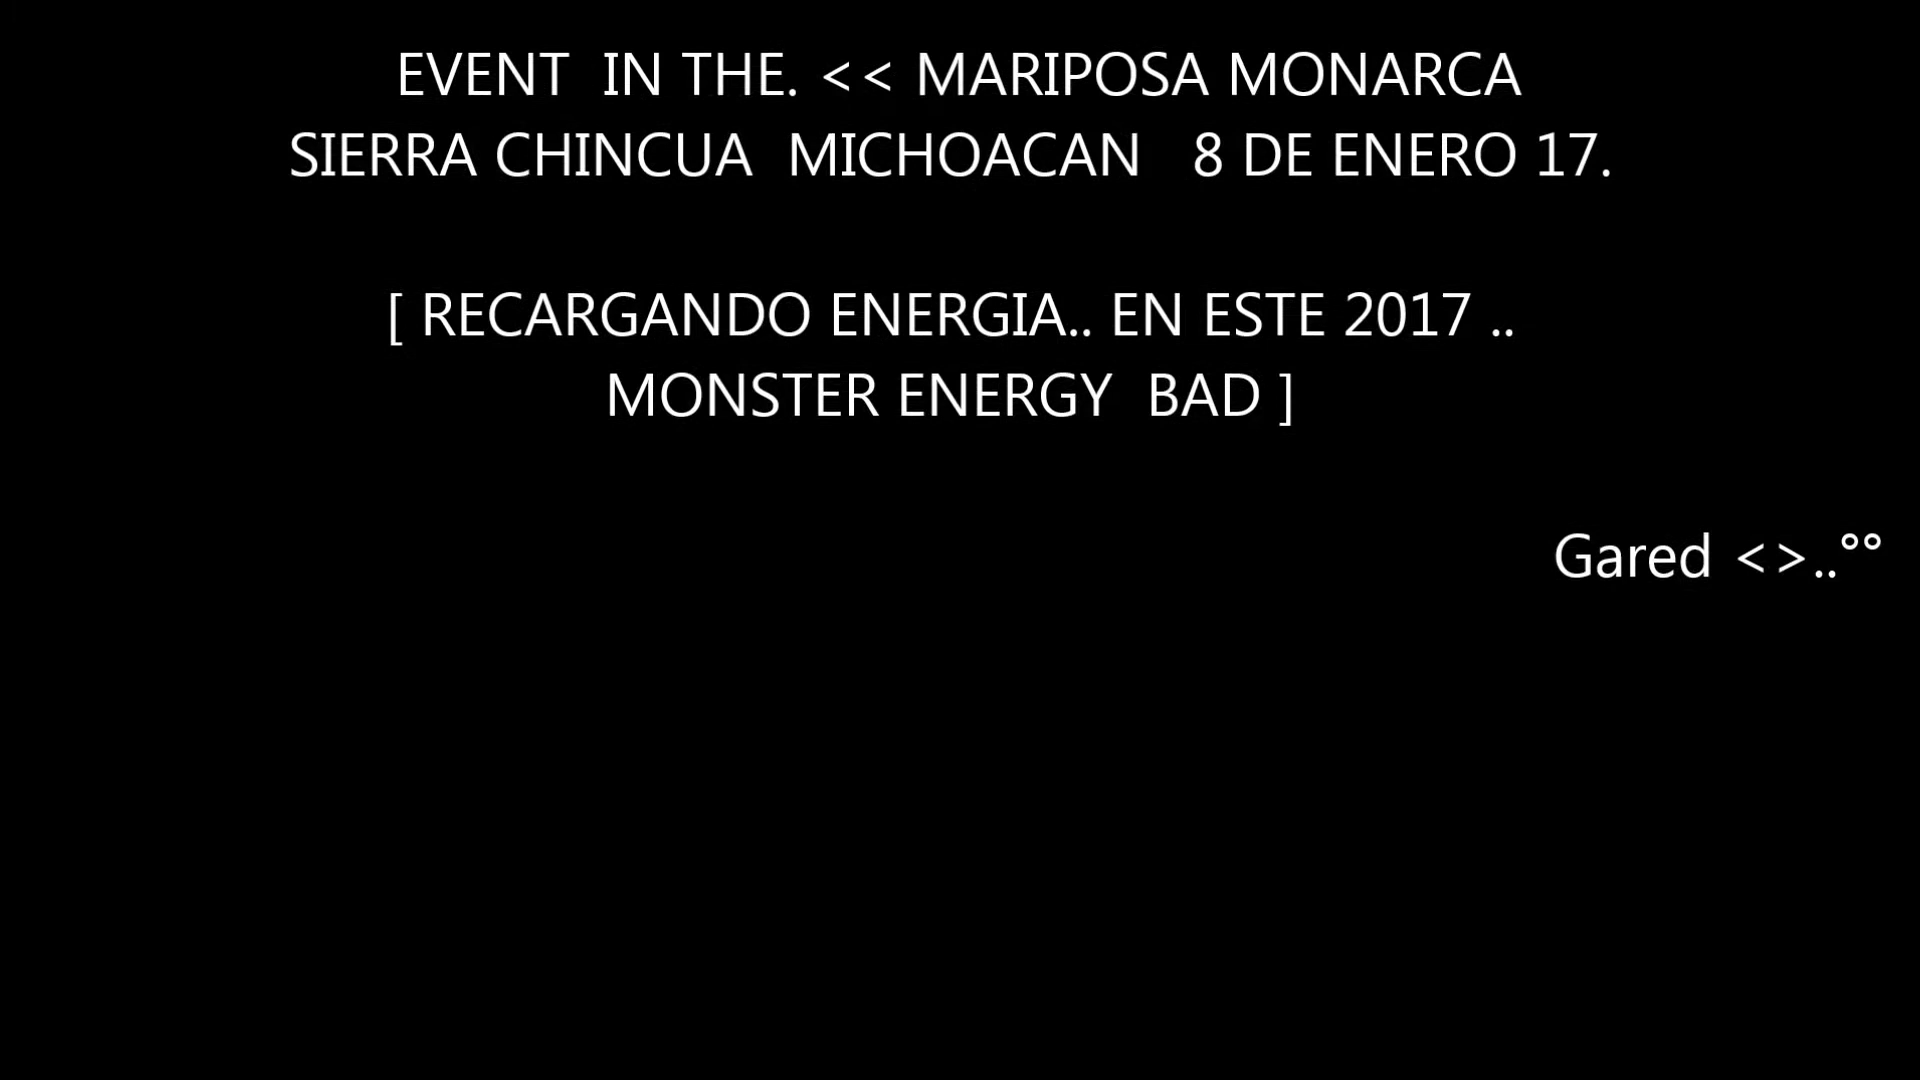 EVENT  IN THE. << MARIPOSA MONARCA
SIERRA CHINCUA  MICHOACAN   8 DE ENERO 17.
[ RECARGANDO ENERGIA.. EN ESTE 2017 ..
MONSTER ENERGY  BAD ]
Gared <>..°°